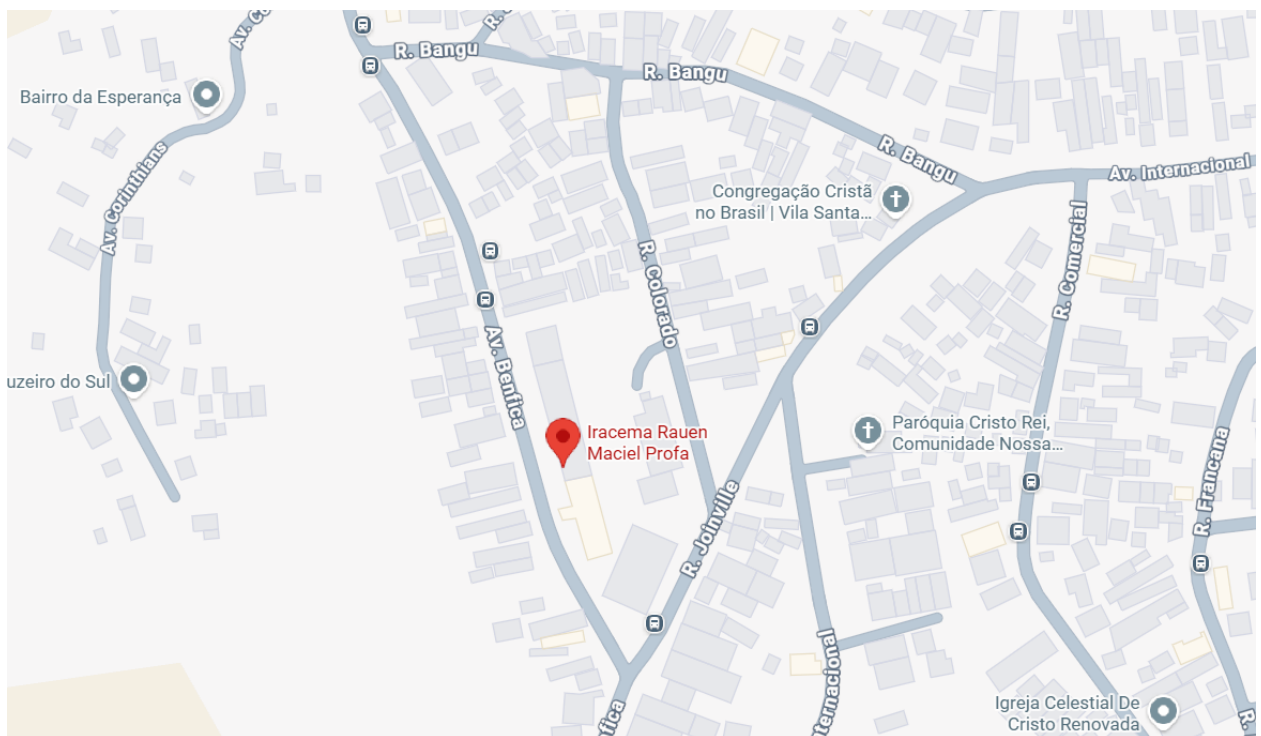 Av. Co
R.
R. Bangu
R. Bangu
Bairro da Esperança
R. Bangu
Av. Internacional
Av. Corinthians
Congregação Cristã
no Brasil | Vila Santa...
R. Comercial
R. Colorado
Av. Benfica
uzeiro do Sul
Iracema Rauen
Maciel Profa
Paróquia Cristo Rei,
Comunidade Nossa...
R. Francana
R. Joinville
nternacional
Igreja Celestial De
Cristo Renovada
fica
R.